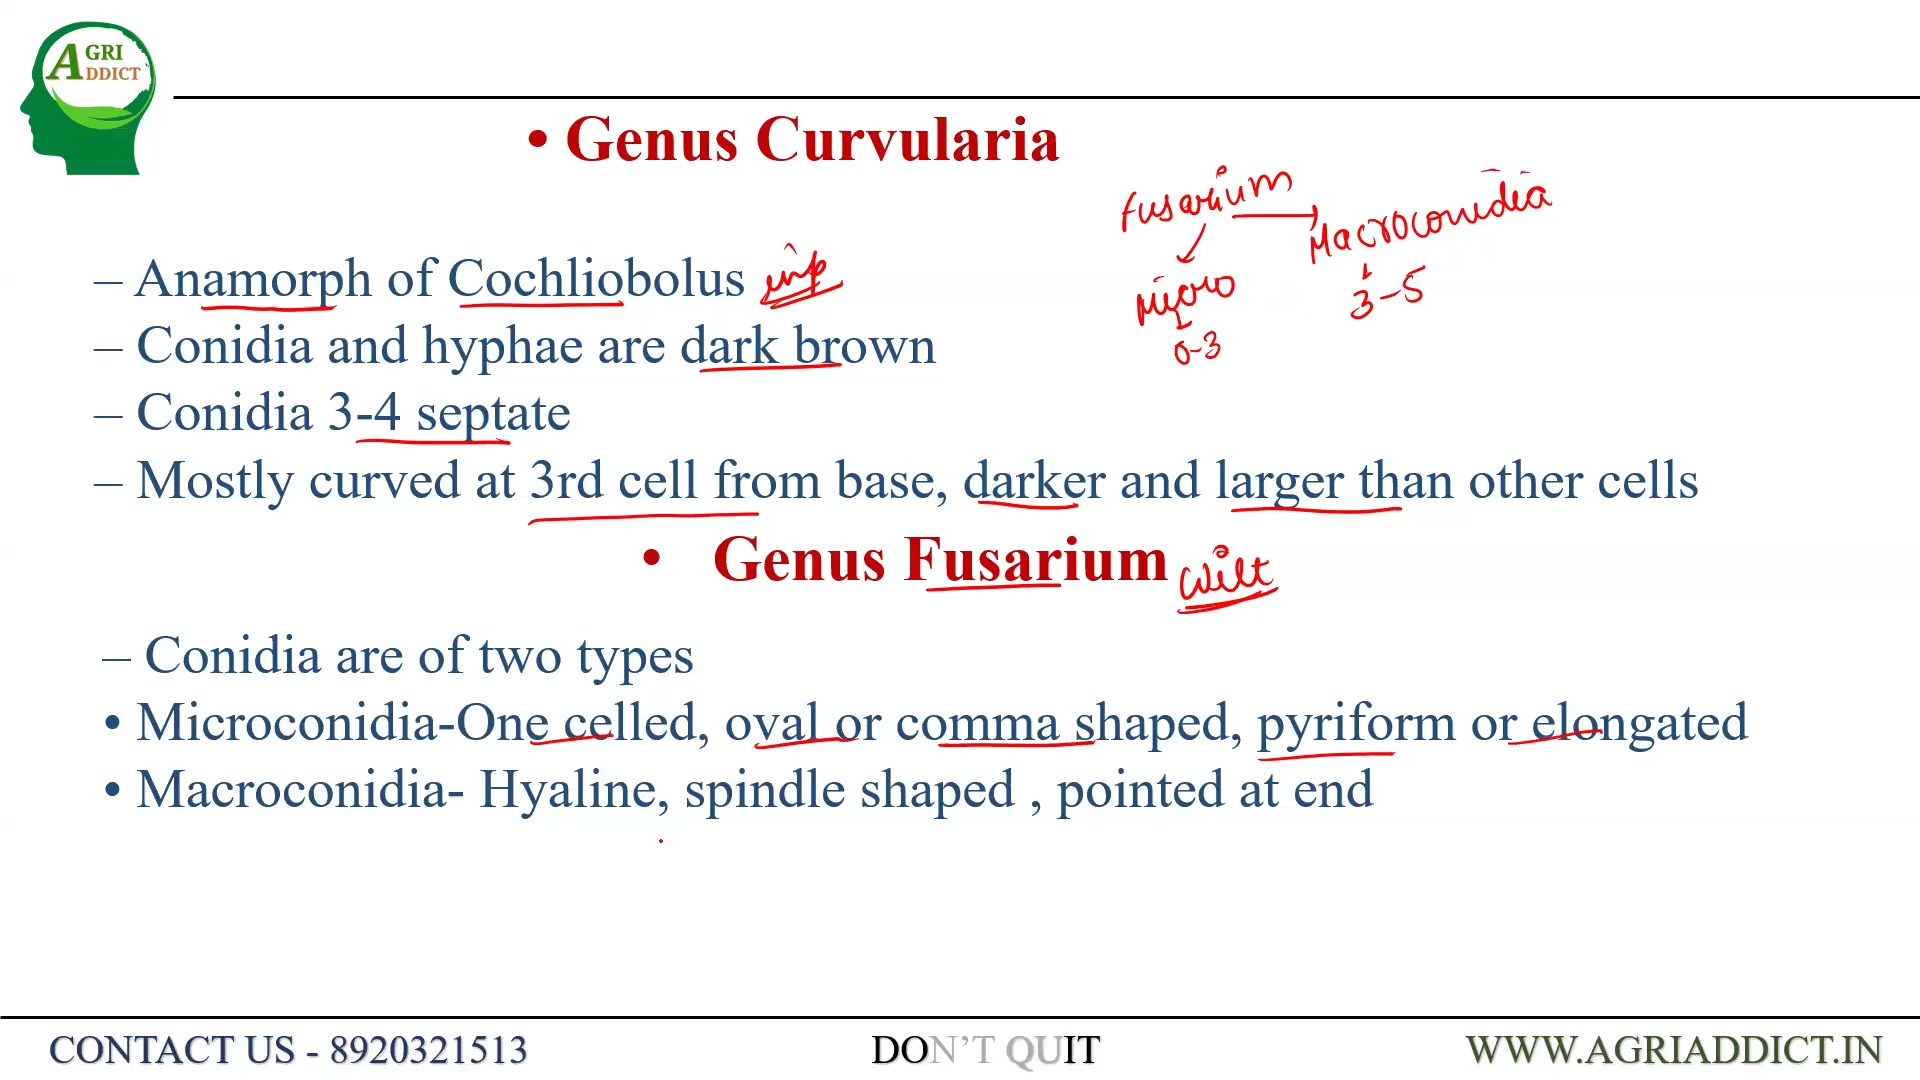 AGRI
ADDICT
• Genus Curvularia
Fusarium → Macroconidia
– Anamorph of Cochliobolus imp
Micro
3-5
0-3
– Conidia and hyphae are dark brown
– Conidia 3-4 septate
– Mostly curved at 3rd cell from base, darker and larger than other cells
• Genus Fusarium wilt
– Conidia are of two types
• Microconidia-One celled, oval or comma shaped, pyriform or elongated
• Macroconidia- Hyaline, spindle shaped , pointed at end
CONTACT US - 8920321513
DON'T QUIT
WWW.AGRIADDICT.IN